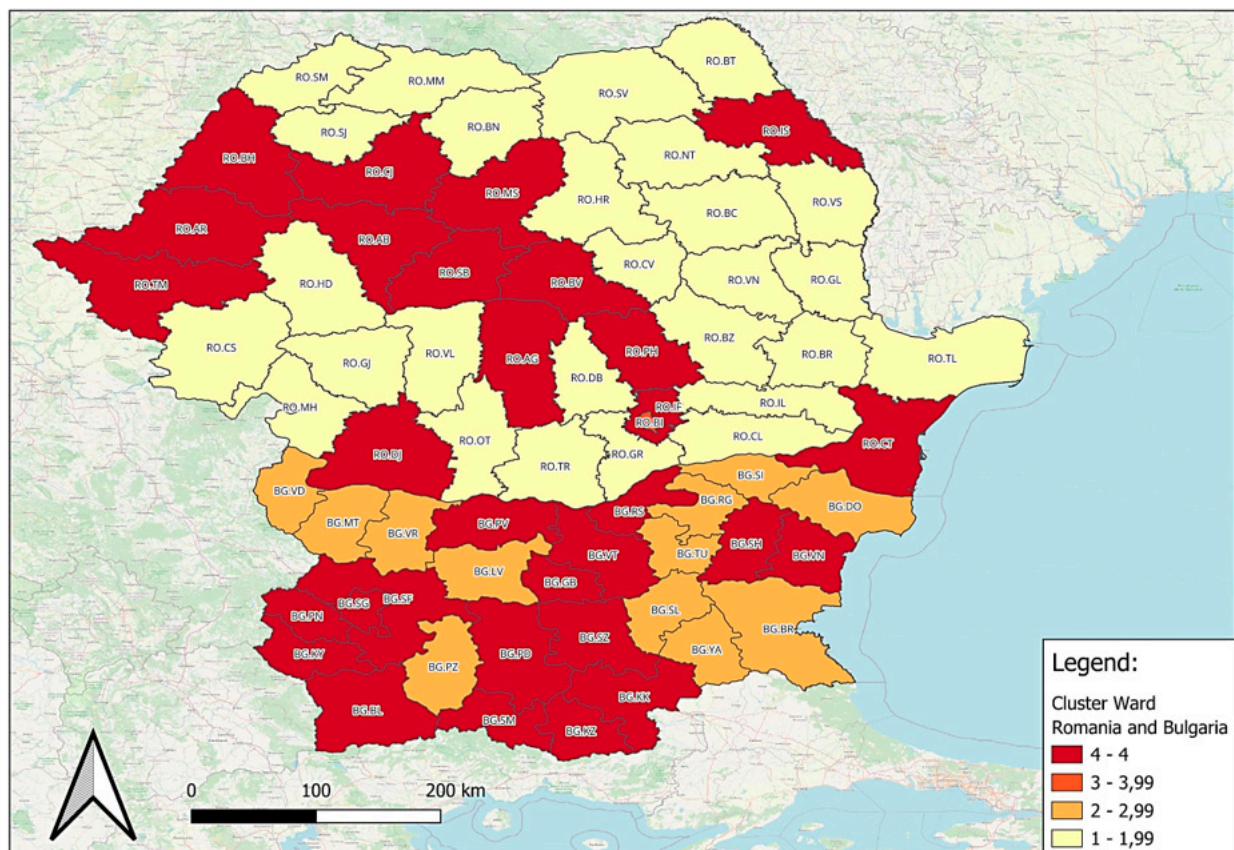 RO.BT
RO.SM
RO.MM
RO.SV
RO.SJ
RO.BN
RO.IS
RO.BH
RO.CJ
RO.NT
RO.MS
RO.HR
RO.VS
RO.BC
RO.AR
RO.AB
RO.CV
RO.SB
RO.VN
RO.GL
RO.TM
RO.HD
RO.BV
RO.BZ
RO.CS
RO.VL
RO.PH
RO.BR
RO.TL
RO.GJ
RO.AG
RO.DB
RO.IL
RO.MH
RO.IF
RO.BI
RO.CL
RO.CT
RO.OT
RO.DJ
RO.GR
RO.TR
BG.SI
BG.VD
BG.RG
BG.DO
BG.RS
BG.MT
BG.PV
BG.VR
BG.SH
BG.TU
BG.VT
BG.VN
BG.LV
BG.GB
BG.SF
BG.SG
BG.SL
BG.PN
BG.BR
BG.SZ
BG.KY
BG.YA
BG.PD
BG.PZ
BG.KK
BG.BL
BG.SM
BG.KZ
0 100 200 km
Legend:
Cluster Ward
Romania and Bulgaria
4 - 4
3 - 3,99
2 - 2,99
1 - 1,99